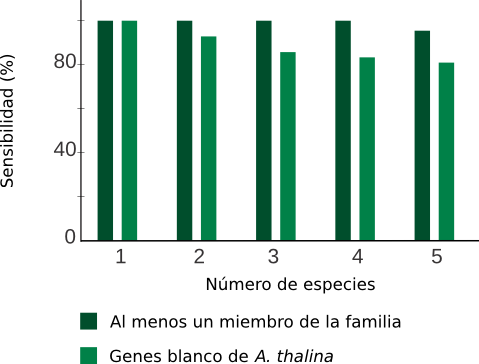 Sensibilidad (%)
80
40
0
1 2 3 4 5
Número de especies
Al menos un miembro de la familia
Genes blanco de A. thalina